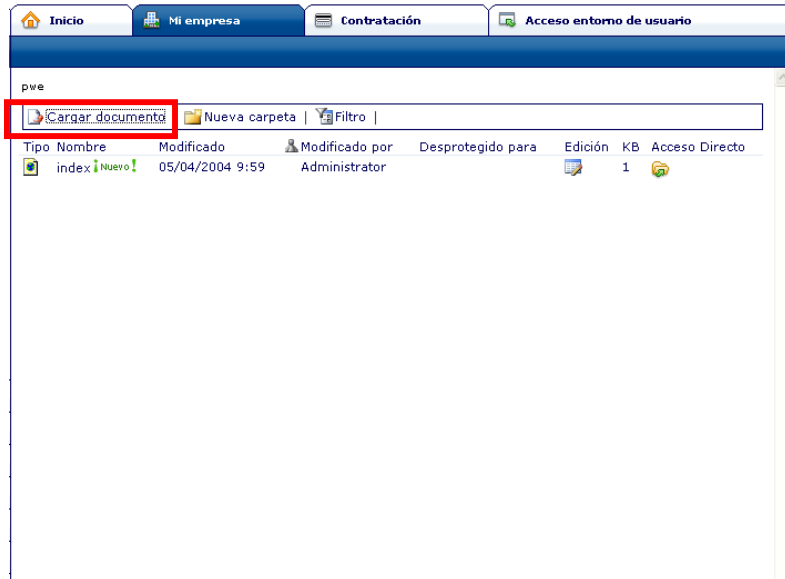 Inicio Mi empresa Contratación Acceso entorno de usuario
pwe
Cargar documento Nueva carpeta | Filtro |
Tipo Nombre Modificado Modificado por Desprotegido para Edición KB Acceso Directo
index ¡Nuevo! 05/04/2004 9:59 Administrator 1